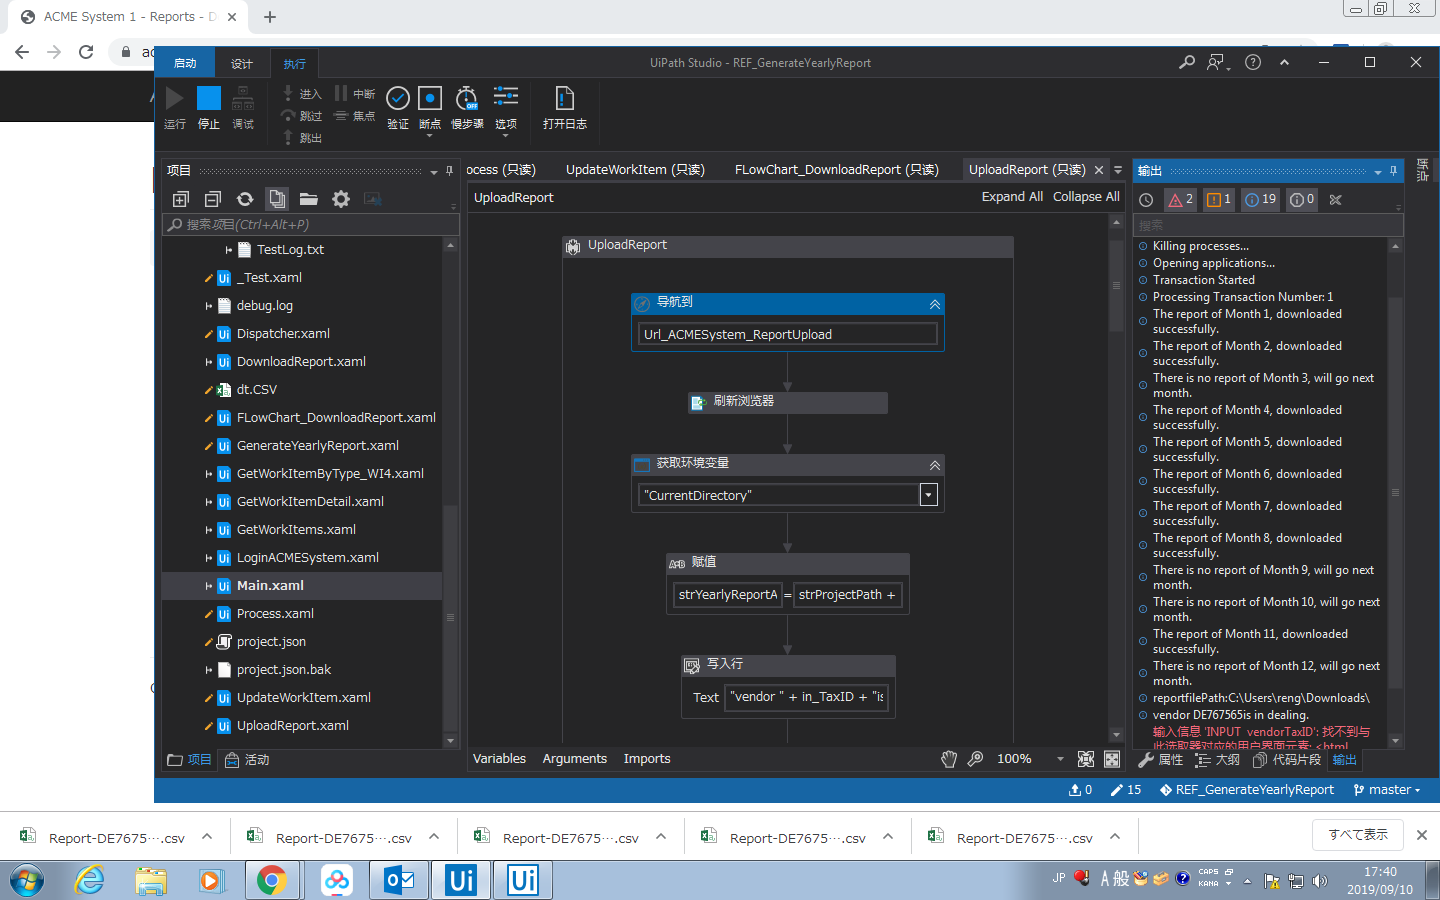 ACME System 1 - Reports - D
启动
设计
执行
UiPath Studio - REF_GenerateYearlyReport
运行
停止
调试
进入
跳过
跳出
中断
焦点
验证
断点
慢步骤
选项
打开日志
OFF
项目
搜索项目(Ctrl+Alt+P)
TestLog.txt
_Test.xaml
debug.log
Dispatcher.xaml
DownloadReport.xaml
dt.CSV
FLowChart_DownloadReport.xaml
GenerateYearlyReport.xaml
GetWorkItemByType_WI4.xaml
GetWorkItemDetail.xaml
GetWorkItems.xaml
LoginACMESystem.xaml
Main.xaml
Process.xaml
project.json
project.json.bak
UpdateWorkItem.xaml
UploadReport.xaml
项目
活动
ocess (只读)
UpdateWorkItem (只读)
FLowChart_DownloadReport (只读)
UploadReport (只读)
UploadReport
Expand All
Collapse All
UploadReport
导航到
Url_ACMESystem_ReportUpload
刷新浏览器
获取环境变量
"CurrentDirectory"
赋值
strYearlyReportA = strProjectPath +
写入行
Text "vendor " + in_TaxID + "is
Variables
Arguments
Imports
100%
输出
2
1
19
0
搜索
Killing processes...
Opening applications...
Transaction Started
Processing Transaction Number: 1
The report of Month 1, downloaded
successfully.
The report of Month 2, downloaded
successfully.
There is no report of Month 3, will go next
month.
The report of Month 4, downloaded
successfully.
The report of Month 5, downloaded
successfully.
The report of Month 6, downloaded
successfully.
The report of Month 7, downloaded
successfully.
The report of Month 8, downloaded
successfully.
There is no report of Month 9, will go next
month.
There is no report of Month 10, will go next
month.
The report of Month 11, downloaded
successfully.
There is no report of Month 12, will go next
month.
reportfilePath:C:\Users\reng\Downloads\
vendor DE767565is in dealing.
输入信息 'INPUT vendorTaxID': 找不到与
此选取器对应的用户界面元素: <html
属性
大纲
代码片段
输出
断点
0
15
REF_GenerateYearlyReport
master
Report-DE7675….csv
Report-DE7675….csv
Report-DE7675….csv
Report-DE7675….csv
Report-DE7675….csv
すべて表示
JP
A 般
CAPS
KANA
17:40
2019/09/10